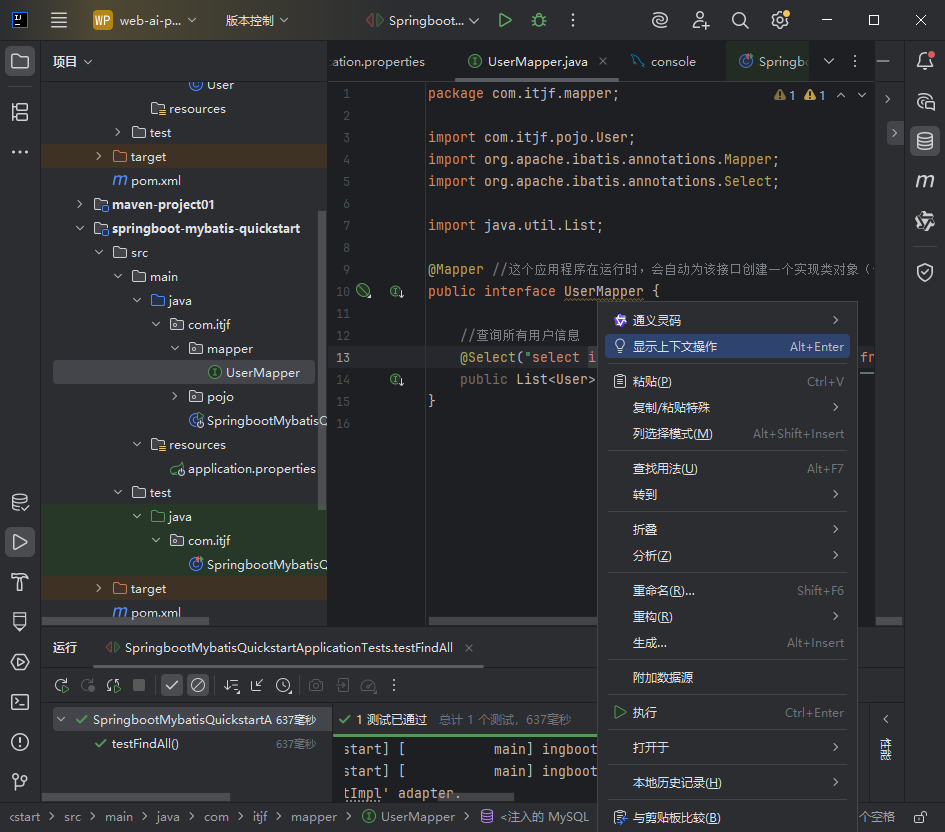 WP web-ai-p... 版本控制 Springboot...
项目
User
resources
test
target
pom.xml
maven-project01
springboot-mybatis-quickstart
src
main
java
com.itjf
mapper
UserMapper
pojo
SpringbootMybatisQ
resources
application.properties
test
java
com.itjf
SpringbootMybatisQ
target
pom.xml
ation.properties UserMapper.java console Springb
1 1
1 package com.itjf.mapper;
2
3 import com.itjf.pojo.User;
4 import org.apache.ibatis.annotations.Mapper;
5 import org.apache.ibatis.annotations.Select;
6
7 import java.util.List;
8
9 @Mapper //这个应用程序在运行时，会自动为该接口创建一个实现类对象（
10 public interface UserMapper {
11
12 //查询所有用户信息
13 @Select("select i fr
14 public List<User>
15 }
16
通义灵码
显示上下文操作 Alt+Enter
粘贴(P) Ctrl+V
复制/粘贴特殊
列选择模式(M) Alt+Shift+Insert
查找用法(U) Alt+F7
转到
折叠
分析(Z)
重命名(R)... Shift+F6
重构(R)
生成... Alt+Insert
附加数据源
执行 Ctrl+Enter
打开于
本地历史记录(H)
与剪贴板比较(B)
运行 SpringbootMybatisQuickstartApplicationTests.testFindAll
SpringbootMybatisQuickstartA 637毫秒
testFindAll() 637毫秒
1 测试已通过 总计 1 个测试, 637毫秒
start] [ main] ingboot
start] [ main] ingboot
tImpl' adapter.
性能
<start src main java com itjf mapper UserMapper <注入的 MySQL
个空格